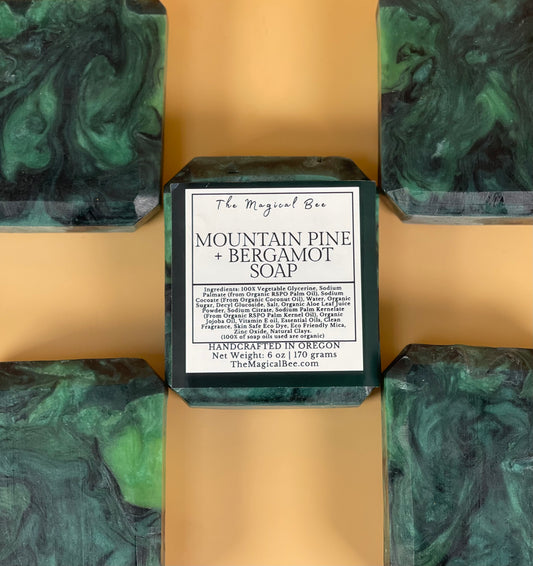 The Magical Bee
MOUNTAIN PINE
+ BERGAMOT
SOAP
Ingredients: 100% Vegetable Glycerine, Sodium
Palmate (from Organic RSPO Palm Oil), Sodium
Cocoate (From Organic Coconut Oil), Water, Organic
Sugar, Decyl Glucoside, Salt, Organic Aloe Leaf Juice
Powder, Sodium Citrate, Sodium Palm Kernelate
(From Organic RSPO Palm Kernel Oil), Organic
Jojoba Oil, Vitamin E oil, Essential Oils, Clean
Fragrance, Skin Safe Eco Dye, Eco Friendly Mica,
Zinc Oxide, Natural Clays.
(100% of soap oils used are organic)
HANDCRAFTED IN OREGON
Net Weight: 6 oz | 170 grams
TheMagicalBee.com